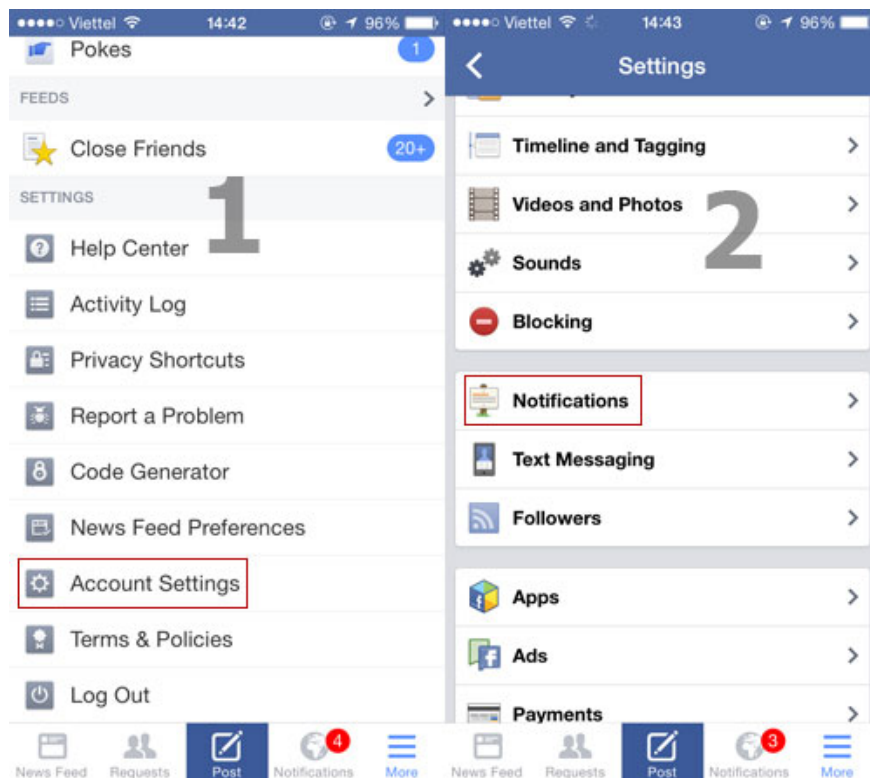 Viettel 14:42 96%
Pokes 1
FEEDS
Close Friends 20+
SETTINGS
1
Help Center
Activity Log
Privacy Shortcuts
Report a Problem
Code Generator
News Feed Preferences
Account Settings
Terms & Policies
Log Out
4
News Feed Requests Post Notifications More
Viettel 14:43 96%
Settings
Timeline and Tagging
Videos and Photos
2
Sounds
Blocking
Notifications
Text Messaging
Followers
Apps
Ads
Payments
3
News Feed Requests Post Notifications More